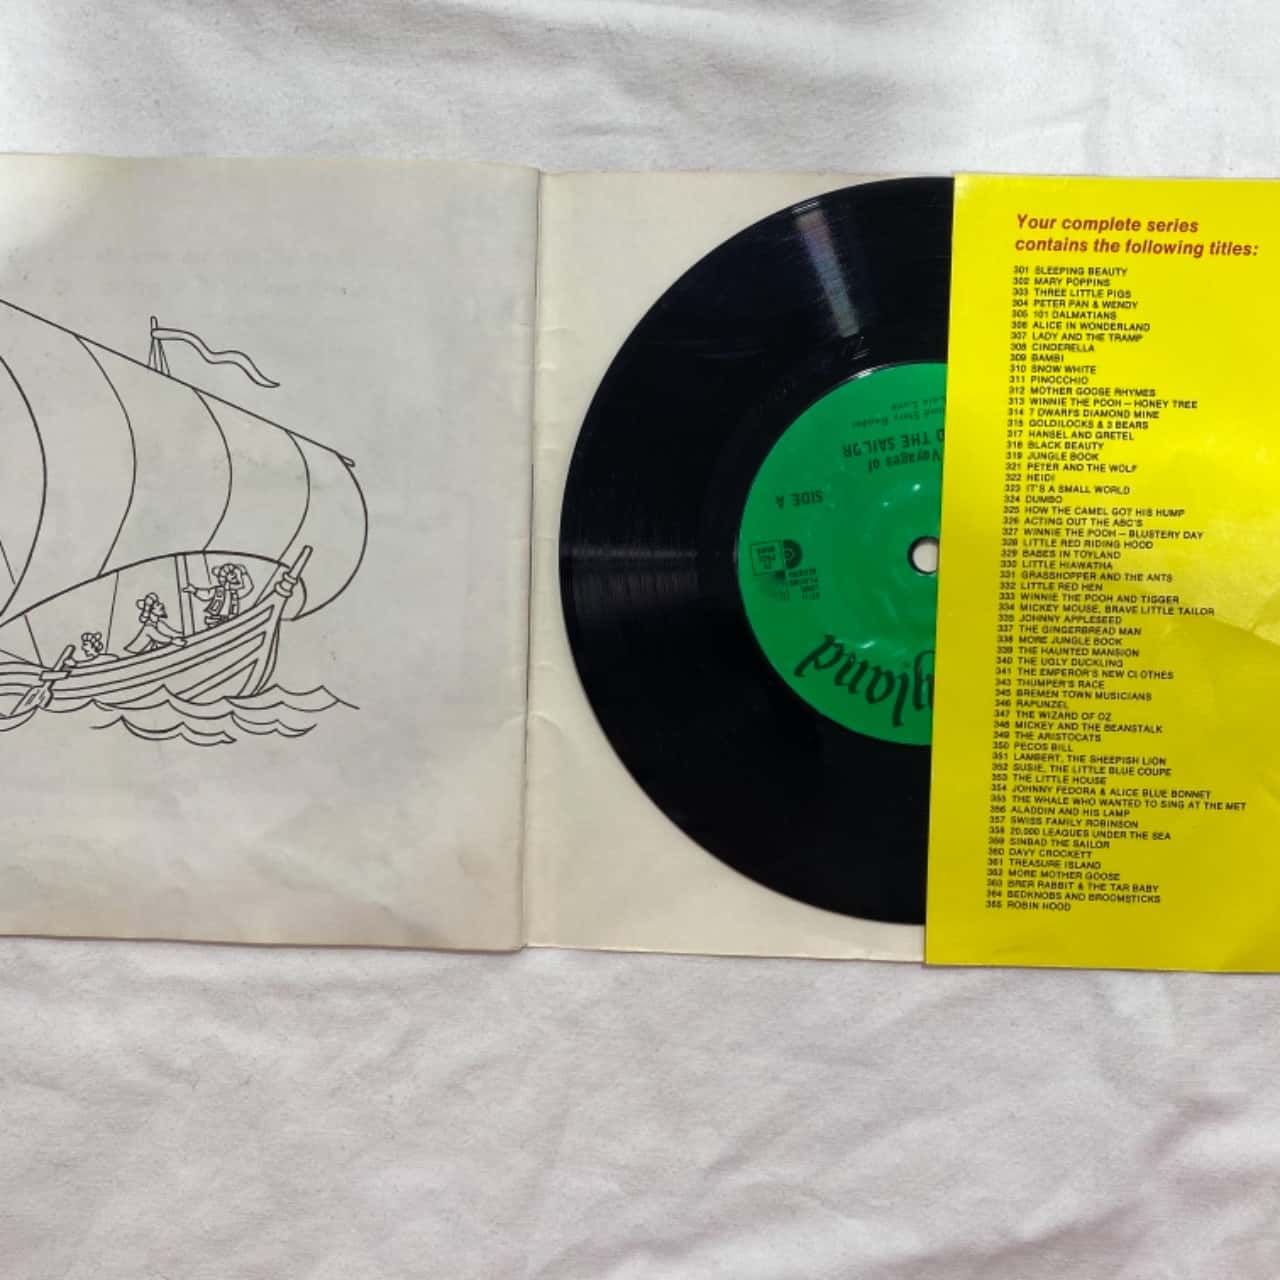 Your complete series
contains the following titles:
301 SLEEPING BEAUTY
302 MARY POPPINS
303 THREE LITTLE PIGS
304 PETER PAN & WENDY
305 101 DALMATIANS
306 ALICE IN WONDERLAND
307 LADY AND THE TRAMP
308 CINDERELLA
309 BAMBI
310 SNOW WHITE
311 PINOCCHIO
312 MOTHER GOOSE RHYMES
313 WINNIE THE POOH – HONEY TREE
314 7 DWARFS DIAMOND MINE
315 GOLDILOCKS & 3 BEARS
317 HANSEL AND GRETEL
318 BLACK BEAUTY
319 JUNGLE BOOK
321 PETER AND THE WOLF
322 HEIDI
323 IT'S A SMALL WORLD
324 DUMBO
325 HOW THE CAMEL GOT HIS HUMP
326 ACTING OUT THE ABC'S
327 WINNIE THE POOH – BLUSTERY DAY
328 LITTLE RED RIDING HOOD
329 BABES IN TOYLAND
330 LITTLE HIAWATHA
331 GRASSHOPPER AND THE ANTS
332 LITTLE RED HEN
333 WINNIE THE POOH AND TIGGER
334 MICKEY MOUSE, BRAVE LITTLE TAILOR
335 JOHNNY APPLESEED
337 THE GINGERBREAD MAN
338 MORE JUNGLE BOOK
339 THE HAUNTED MANSION
340 THE UGLY DUCKLING
341 THE EMPEROR'S NEW CLOTHES
343 THUMPER'S RACE
345 BREMEN TOWN MUSICIANS
346 RAPUNZEL
347 THE WIZARD OF OZ
348 MICKEY AND THE BEANSTALK
349 THE ARISTOCATS
350 PECOS BILL
351 LAMBERT, THE SHEEPISH LION
352 SUSIE, THE LITTLE BLUE COUPE
353 THE LITTLE HOUSE
354 JOHNNY FEDORA & ALICE BLUE BONNET
355 THE WHALE WHO WANTED TO SING AT THE MET
356 ALADDIN AND HIS LAMP
357 SWISS FAMILY ROBINSON
358 20,000 LEAGUES UNDER THE SEA
359 SINBAD THE SAILOR
360 DAVY CROCKETT
361 TREASURE ISLAND
362 MORE MOTHER GOOSE
363 BRER RABBIT & THE TAR BABY
364 BEDKNOBS AND BROOMSTICKS
365 ROBIN HOOD
yland
SIDE A
Voyages of
D THE SAILOR
Story Reader
Lois Lane